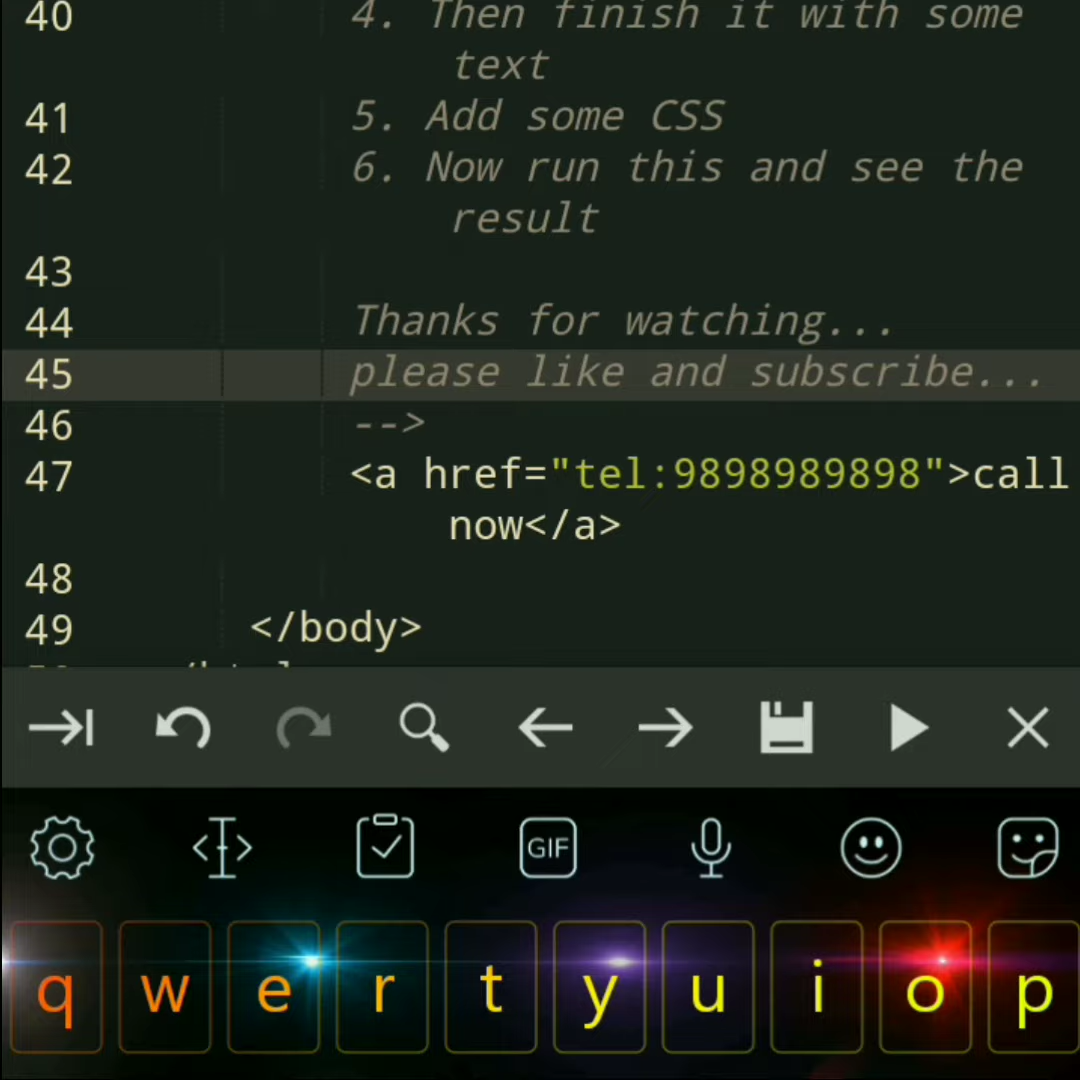 40 4. Then finish it with some
text
41 5. Add some CSS
42 6. Now run this and see the
result
43
44 Thanks for watching...
45 please like and subscribe...
46 -->
47 <a href="tel:9898989898">call
now</a>
48
49 </body>
GIF
q w e r t y u i o p